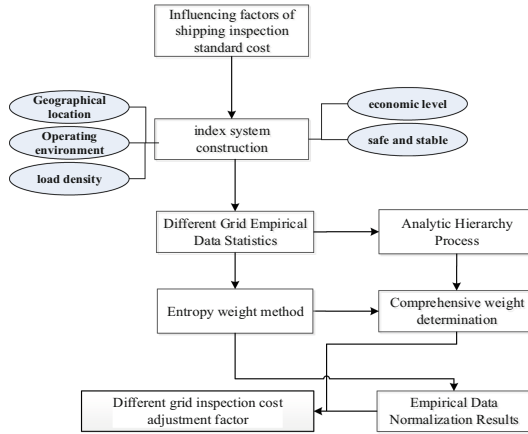 Influencing factors of
shipping inspection
standard cost
Geographical
location
Operating
environment
load density
index system
construction
economic level
safe and stable
Different Grid Empirical
Data Statistics
Analytic Hierarchy
Process
Entropy weight method
Comprehensive weight
determination
Different grid inspection cost
adjustment factor
Empirical Data
Normalization Results